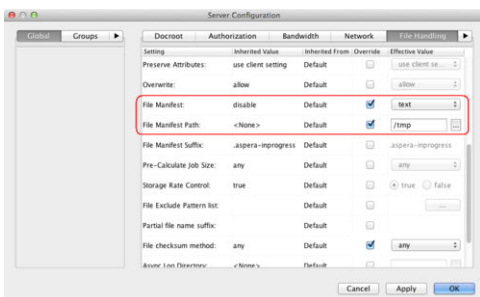 Server Configuration
Global Groups
Docroot Authorization Bandwidth Network File Handling
Setting Inherited Value Inherited From Override Effective Value
Preserve Attributes: use client setting Default use client se...
Overwrite: allow Default allow
File Manifest: disable Default text
File Manifest Path: <None> Default /tmp ...
File Manifest Suffix: .aspera-inprogress Default .aspera-inprogress
Pre-Calculate Job Size: any Default any
Storage Rate Control: true Default true false
File Exclude Pattern list: Default ...
Partial file name suffix: Default
File checksum method: any Default any
Async Log Directory: <None> Default
Cancel Apply OK